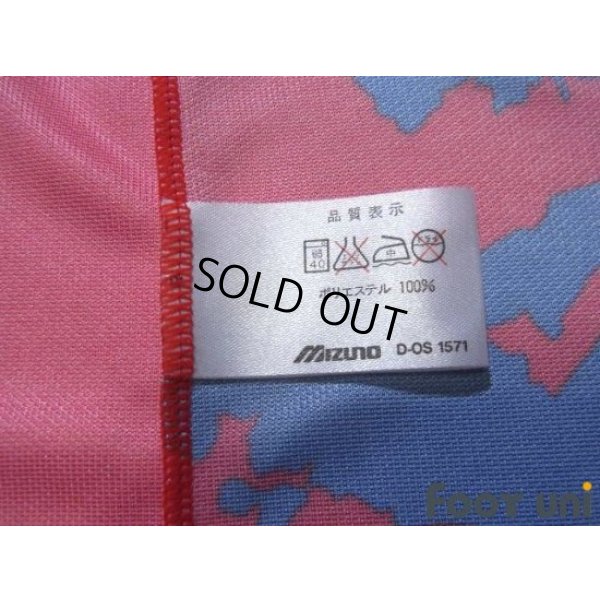 品質表示
40
中
ポリエステル 100%
MIZUNO D-OS 1571
SOLD OUT
FOOT uni